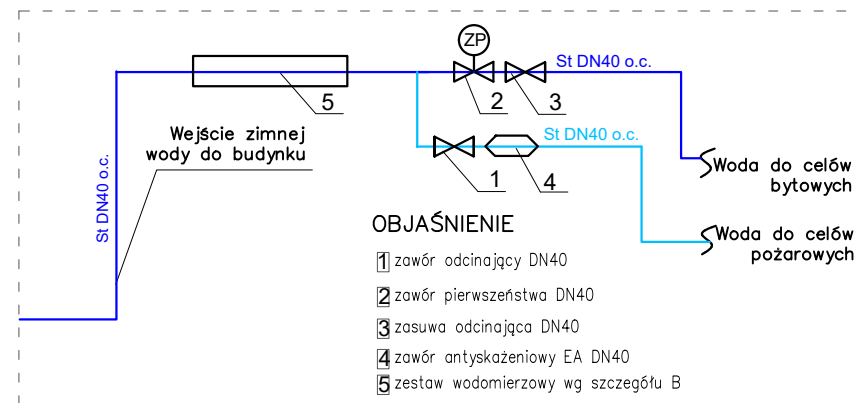 ZP
St DN40 o.c.
5
2
3
Wejście zimnej
wody do budynku
St DN40 o.c.
St DN40 o.c.
1
4
Woda do celów
bytowych
Woda do celów
pożarowych
OBJAŚNIENIE
1 zawór odcinający DN40
2 zawór pierwszeństwa DN40
3 zasuwa odcinająca DN40
4 zawór antyskażeniowy EA DN40
5 zestaw wodomierzowy wg szczegółu B